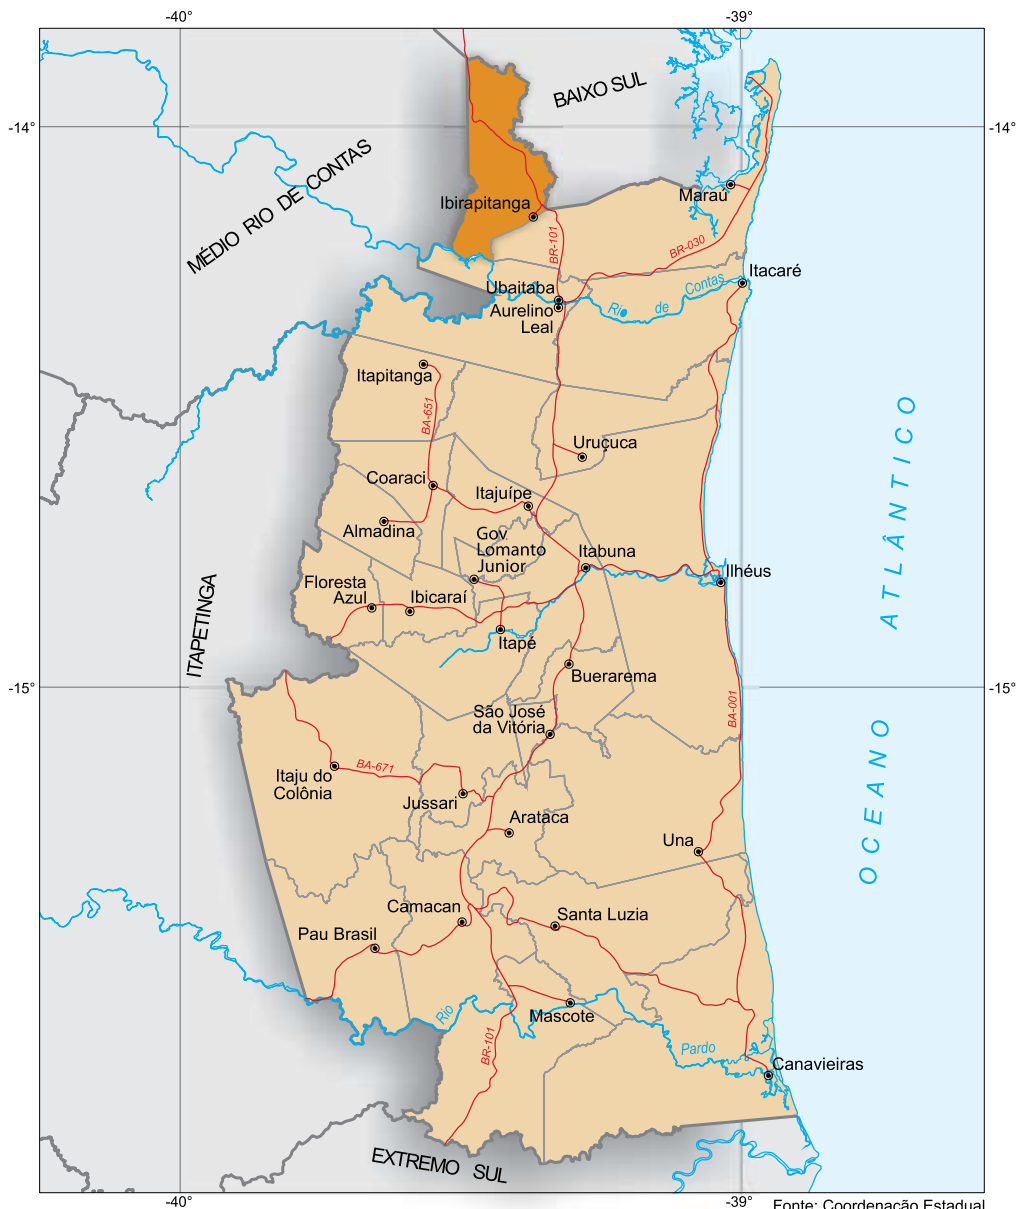 -40°
-39°
BAIXO SUL
-14°
-14°
MÉDIO RIO DE CONTAS
Ibirapitanga
Maraú
BR-101
BR-030
Itacaré
Ubaitaba
Rio de Contas
Aurelino
Leal
Itapitanga
BA-651
Uruçuca
Coaraci
Itajuípe
Almadina
Gov.
Lomanto
Junior
Itabuna
Ilhéus
Floresta
Azul
Ibicaraí
Itapé
ITAPETINGA
OCEANO ATLÂNTICO
Buerarema
-15°
-15°
BA-001
São José
da Vitória
BA-671
Itaju do
Colônia
Jussari
Arataca
Una
Camacan
Santa Luzia
Pau Brasil
Rio Pardo
Mascote
BR-101
Canavieiras
EXTREMO SUL
-40°
-39°
Fonte: Coordenação Estadual